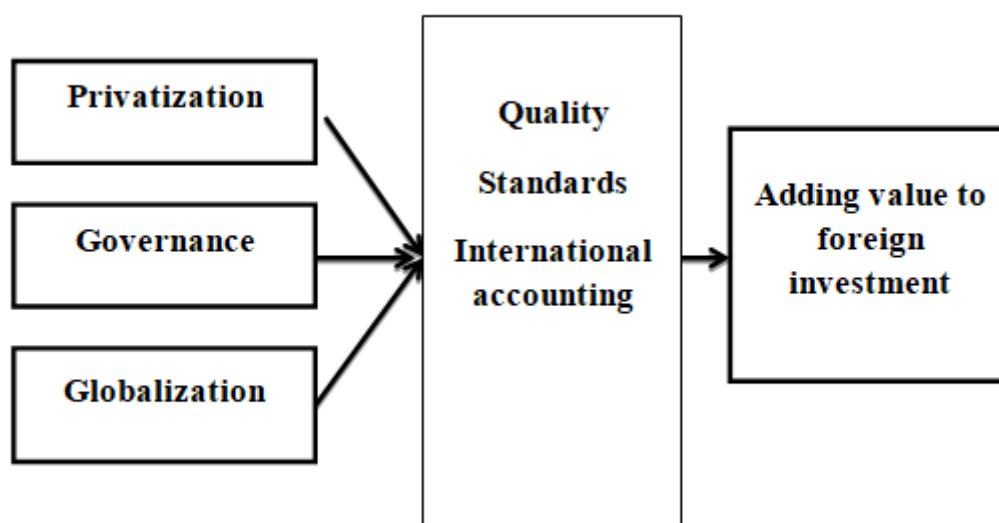 Privatization
Governance
Globalization
Quality
Standards
International
accounting
Adding value to
foreign
investment